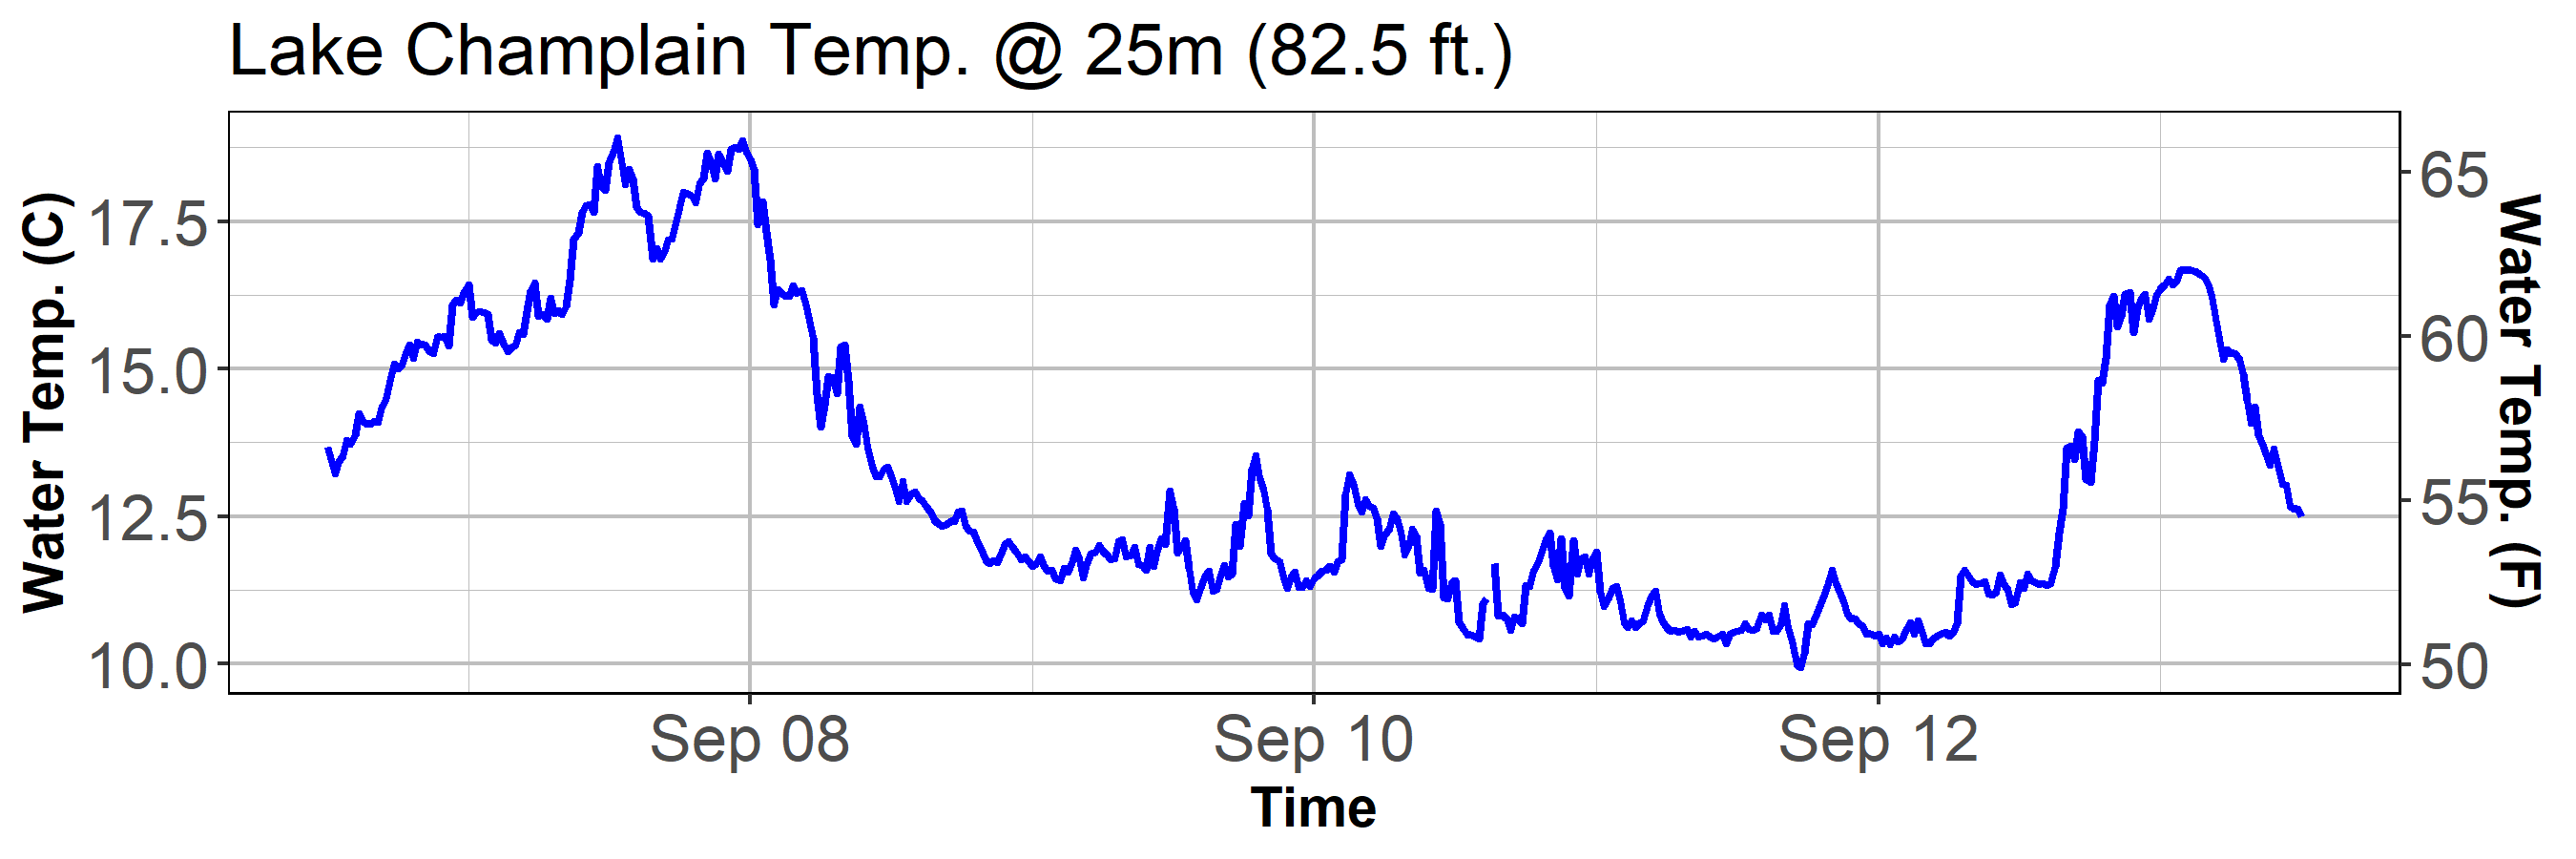 Lake Champlain Temp. @ 25m (82.5 ft.)
Water Temp. (C)
17.5
15.0
12.5
10.0
65
60
55
50
Water Temp. (F)
Sep 08
Sep 10
Sep 12
Time